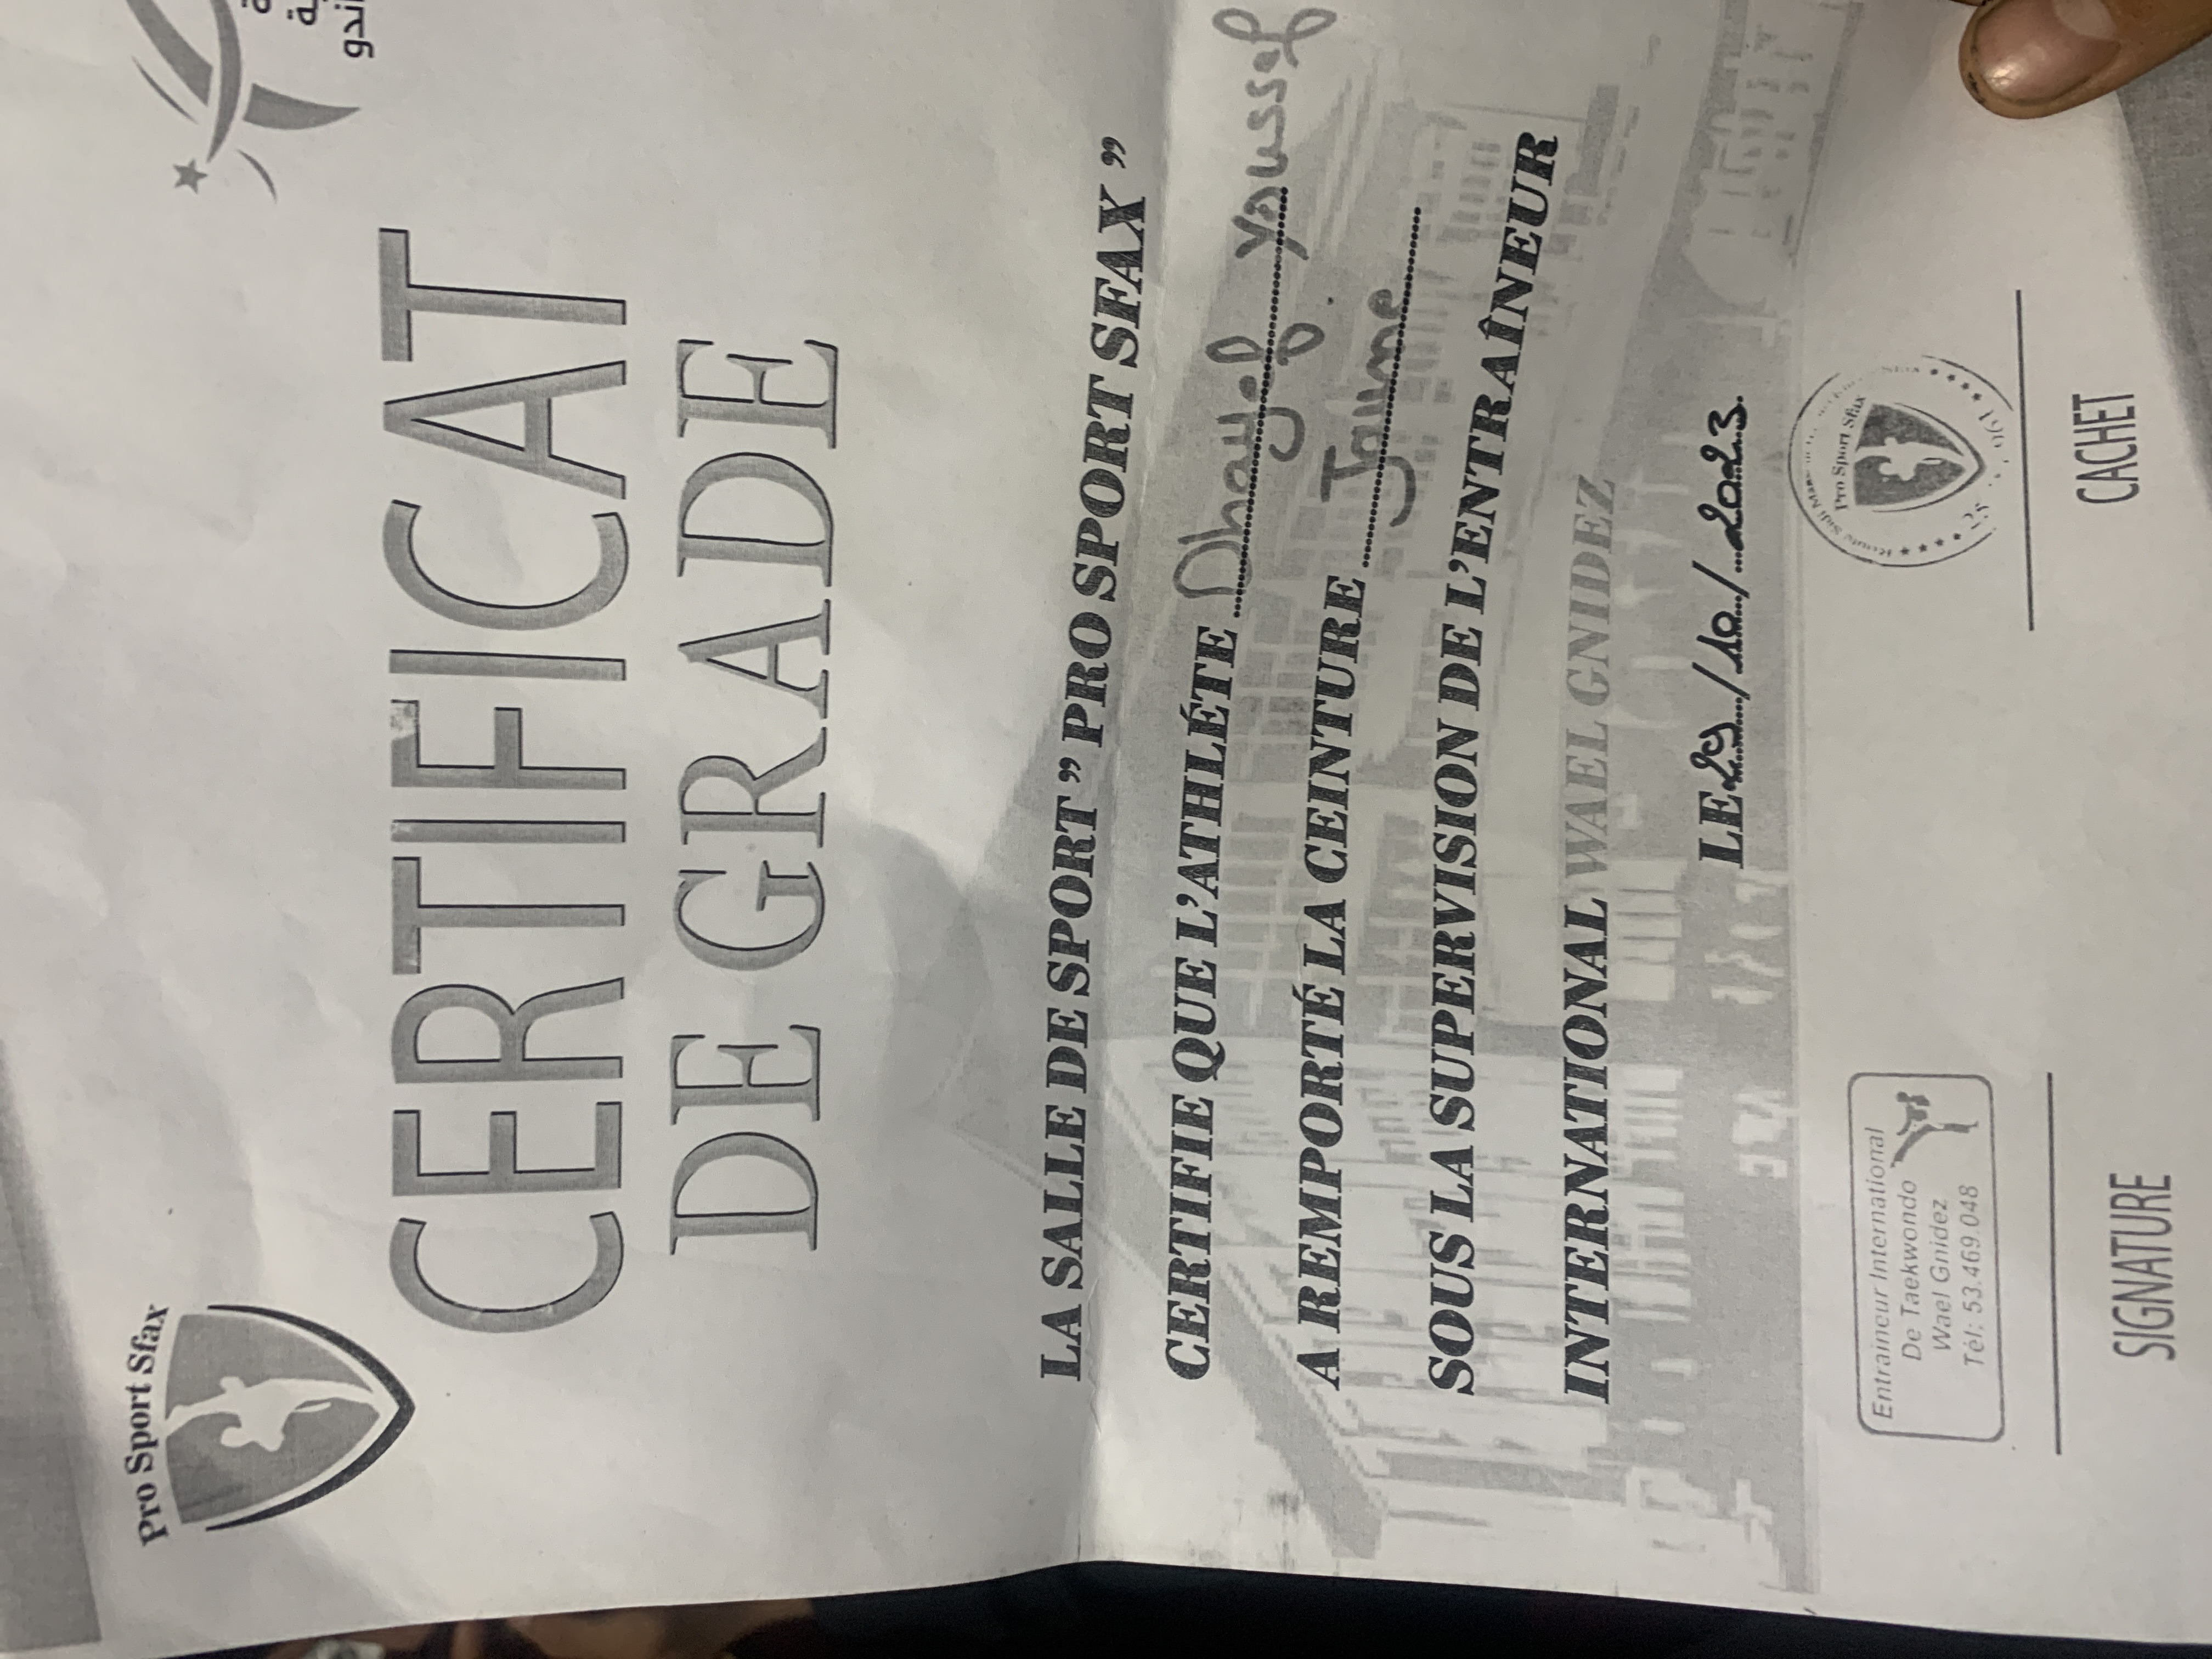 Pro Sport Sfax
CERTIFICAT
DE GRADE
LA SALLE DE SPORT " PRO SPORT SFAX "
CERTIFIE QUE L'ATHLÉTE Dhayef Youssef
A REMPORTÉ LA CEINTURE Jaune
SOUS LA SUPERVISION DE L'ENTRAÎNEUR
INTERNATIONAL WAEL GNIDEZ
LE 29/10/2023
Entraineur International
De Taekwondo
Wael Gnidez
Tél: 53.469.048
Pro Sport Sfax
SIGNATURE
CACHET